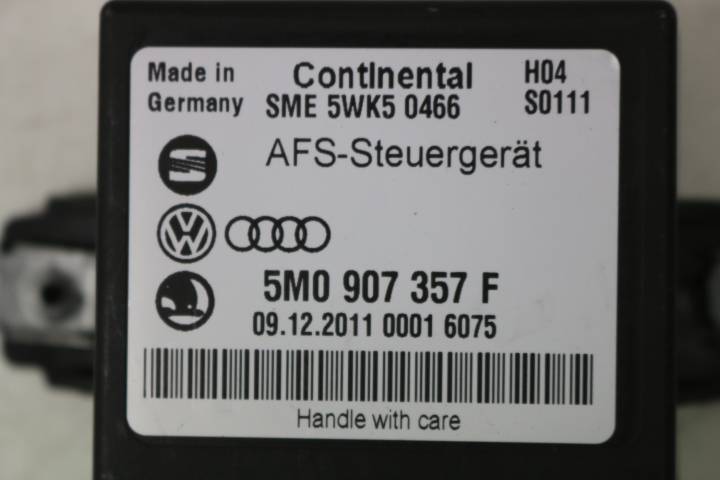 Made in Continental H04
Germany SME 5WK5 0466 S0111
AFS-Steuergerät
5M0 907 357 F
09.12.2011 0001 6075
Handle with care